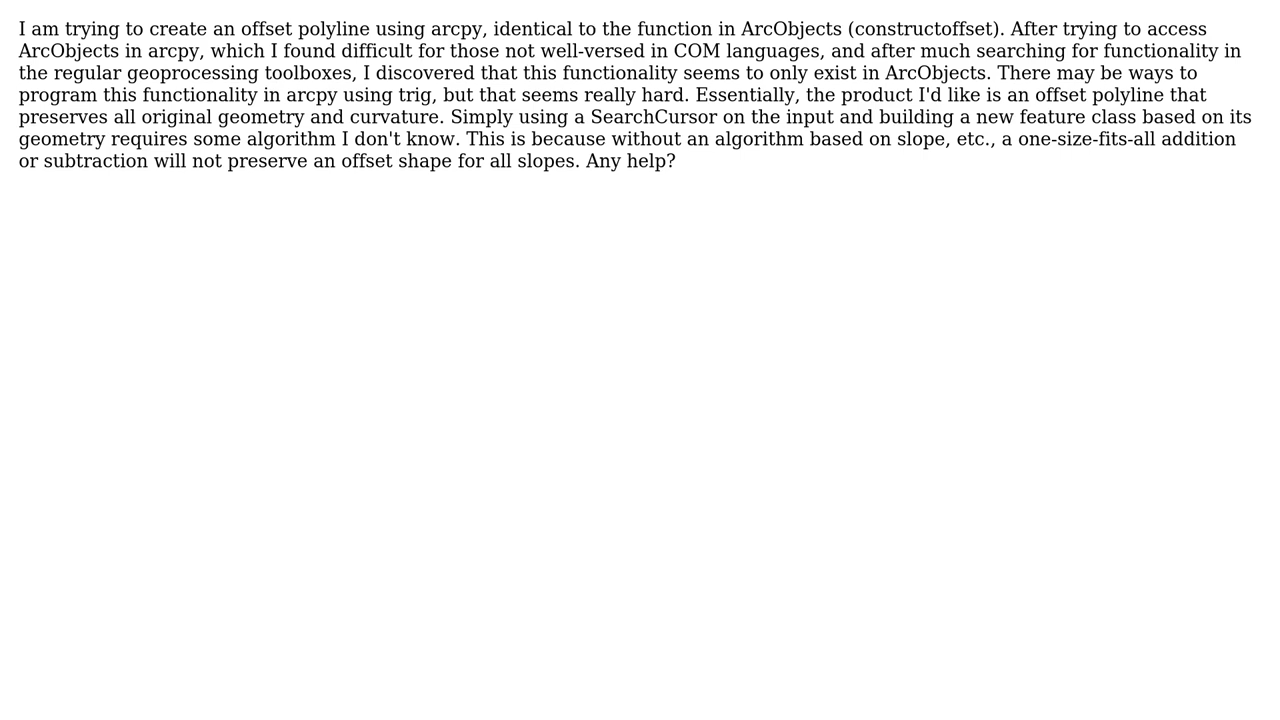 I am trying to create an offset polyline using arcpy, identical to the function in ArcObjects (constructoffset). After trying to access
ArcObjects in arcpy, which I found difficult for those not well-versed in COM languages, and after much searching for functionality in
the regular geoprocessing toolboxes, I discovered that this functionality seems to only exist in ArcObjects. There may be ways to
program this functionality in arcpy using trig, but that seems really hard. Essentially, the product I'd like is an offset polyline that
preserves all original geometry and curvature. Simply using a SearchCursor on the input and building a new feature class based on its
geometry requires some algorithm I don't know. This is because without an algorithm based on slope, etc., a one-size-fits-all addition
or subtraction will not preserve an offset shape for all slopes. Any help?